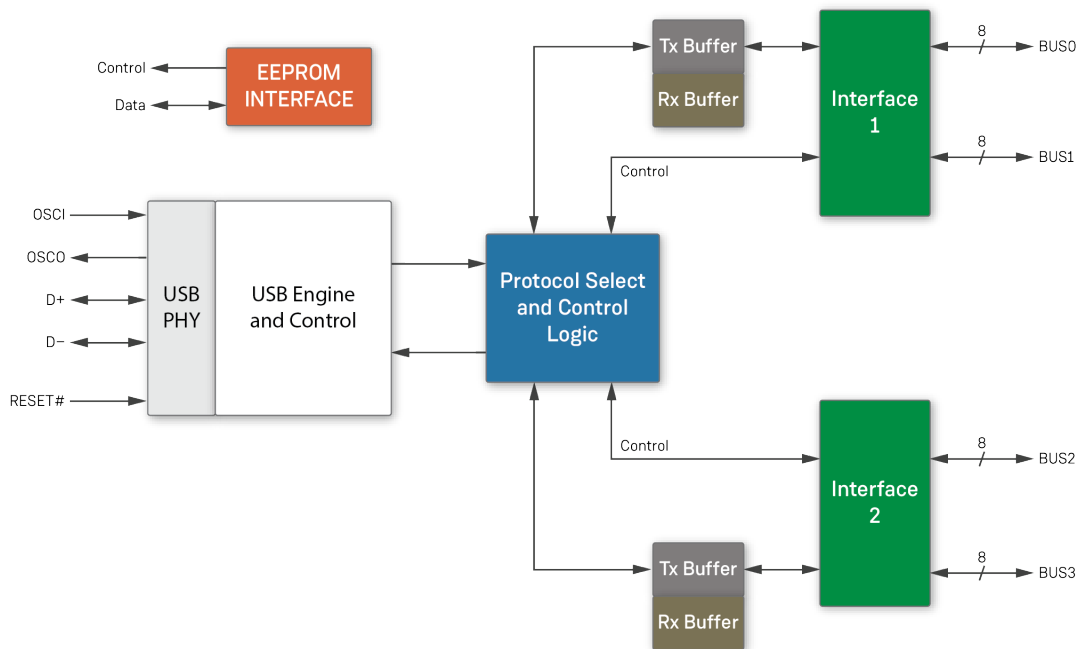 Control
Data
EEPROM
INTERFACE
OSCI
OSCO
D+
D−
RESET#
USB
PHY
USB Engine
and Control
Protocol Select
and Control
Logic
Tx Buffer
Rx Buffer
Control
Interface
1
8
BUS0
8
BUS1
Control
Tx Buffer
Rx Buffer
Interface
2
8
BUS2
8
BUS3